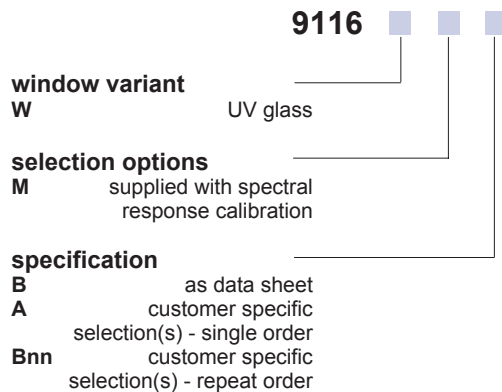 9116
window variant
W UV glass
selection options
M supplied with spectral
response calibration
specification
B as data sheet
A customer specific
selection(s) - single order
Bnn customer specific
selection(s) - repeat order